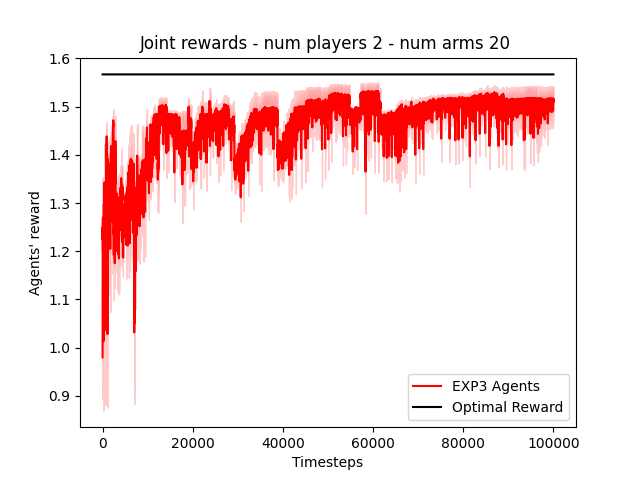 Joint rewards - num players 2 - num arms 20
1.6
1.5
1.4
1.3
1.2
1.1
1.0
0.9
Agents' reward
0
20000
40000
60000
80000
100000
Timesteps
EXP3 Agents
Optimal Reward